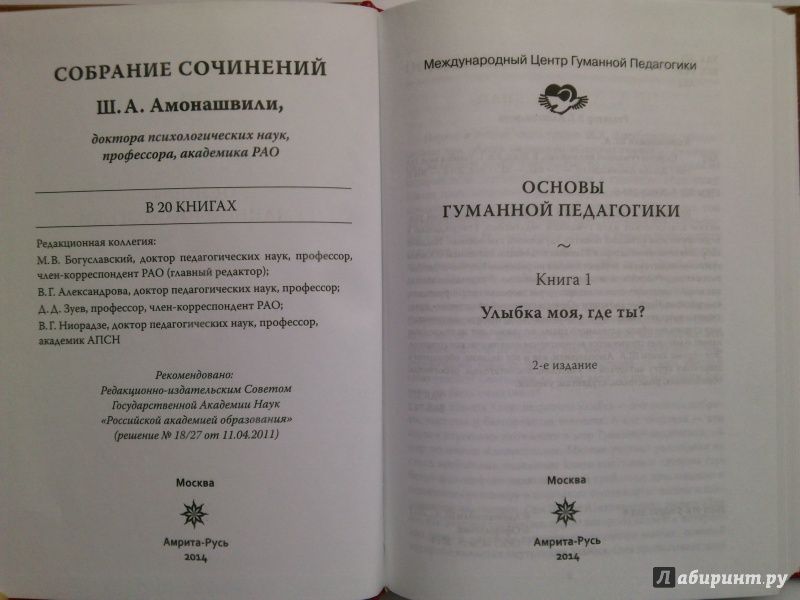 СОБРАНИЕ СОЧИНЕНИЙ
Ш. А. Амонашвили,
доктора психологических наук,
профессора, академика РАО
В 20 КНИГАХ
Редакционная коллегия:
М. В. Богуславский, доктор педагогических наук, профессор,
член-корреспондент РАО (главный редактор);
В. Г. Александрова, доктор педагогических наук, профессор;
Д. Д. Зуев, профессор, член-корреспондент РАО;
В. Г. Ниорадзе, доктор педагогических наук, профессор,
академик АПСН
Рекомендовано:
Редакционно-издательским Советом
Государственной Академии Наук
«Российской академией образования»
(решение № 18/27 от 11.04.2011)
Москва
Амрита-Русь
2014
Международный Центр Гуманной Педагогики
ОСНОВЫ
ГУМАННОЙ ПЕДАГОГИКИ
~
Книга 1
Улыбка моя, где ты?
2-е издание
Москва
Амрита-Русь
2014
Лабиринт.ру